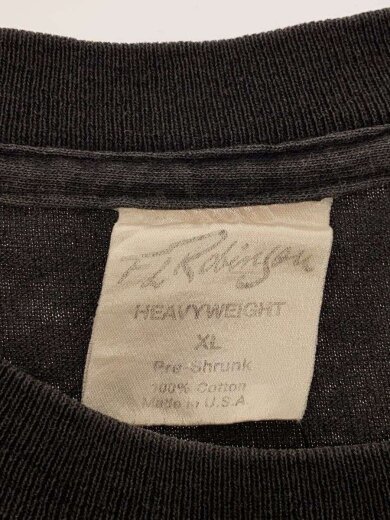 Robinson
HEAVYWEIGHT
XL
Pre-Shrunk
100% Cotton
Made in U.S.A